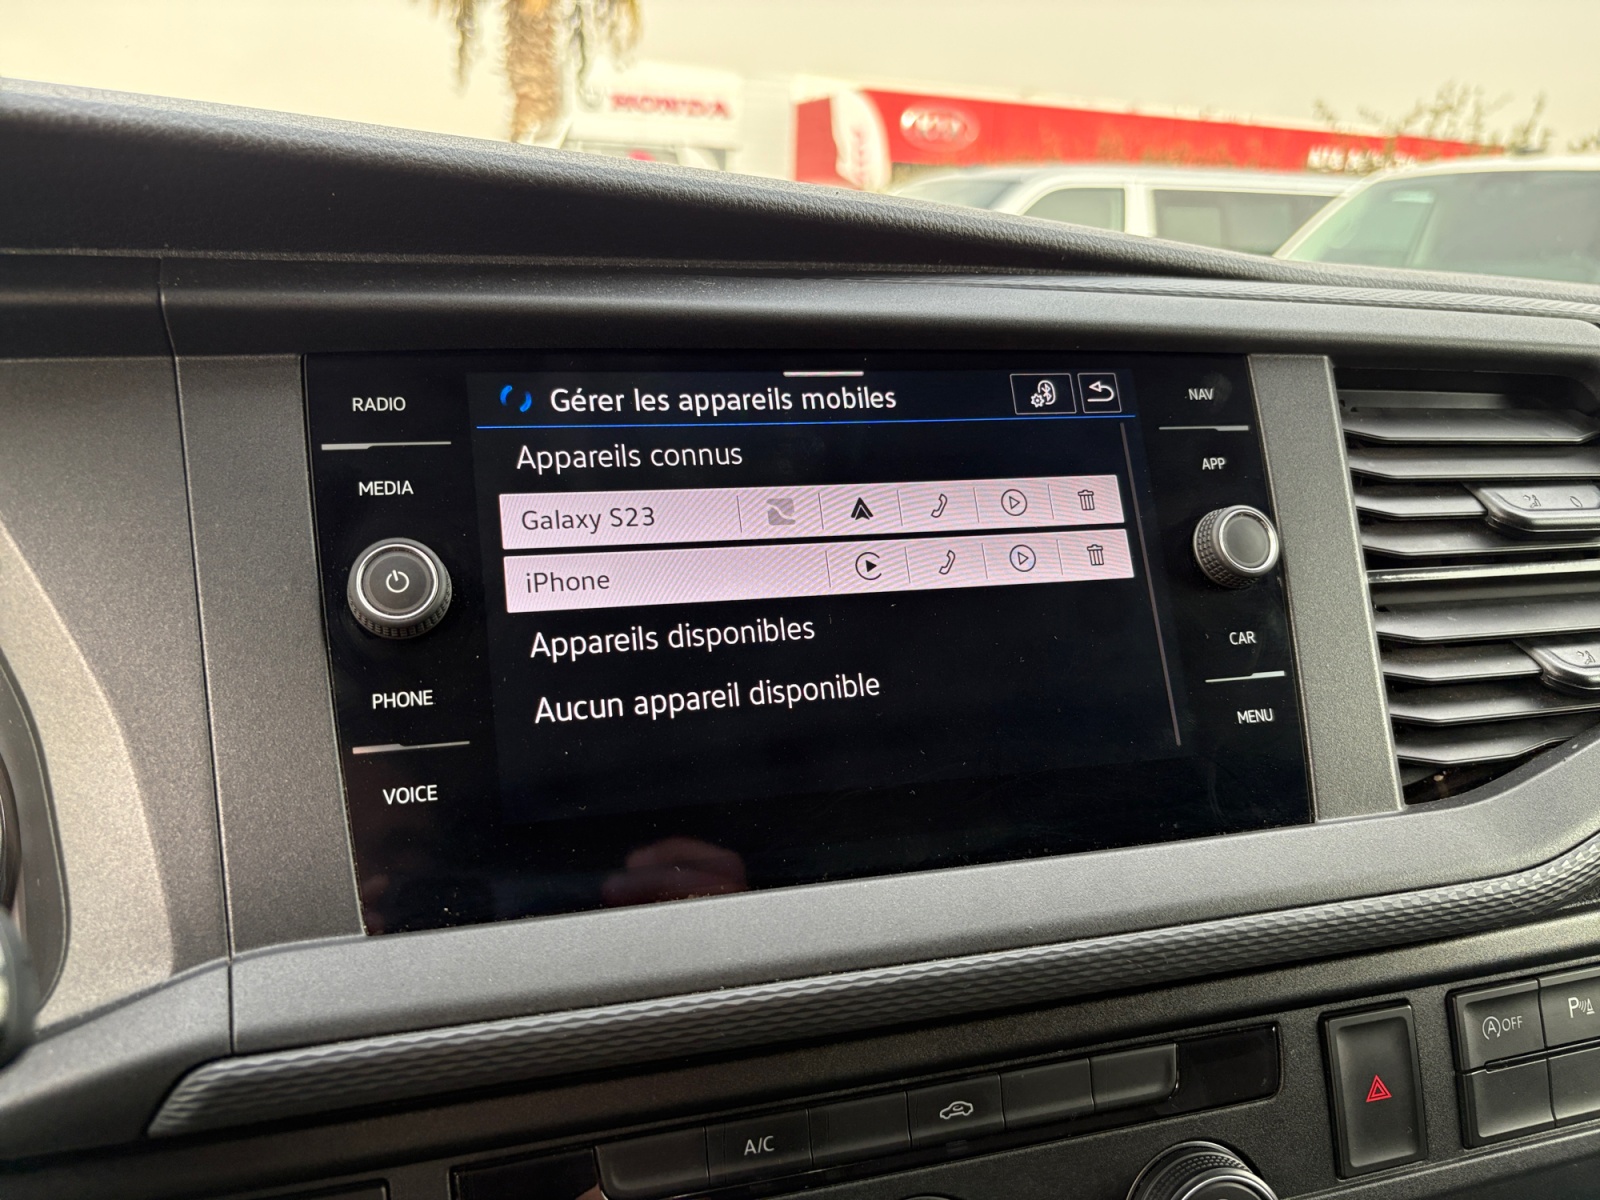 HONDA
KIA
RADIO
MEDIA
PHONE
VOICE
Gérer les appareils mobiles
Appareils connus
Galaxy S23
iPhone
Appareils disponibles
Aucun appareil disponible
NAV
APP
CAR
MENU
A/C
A OFF
P